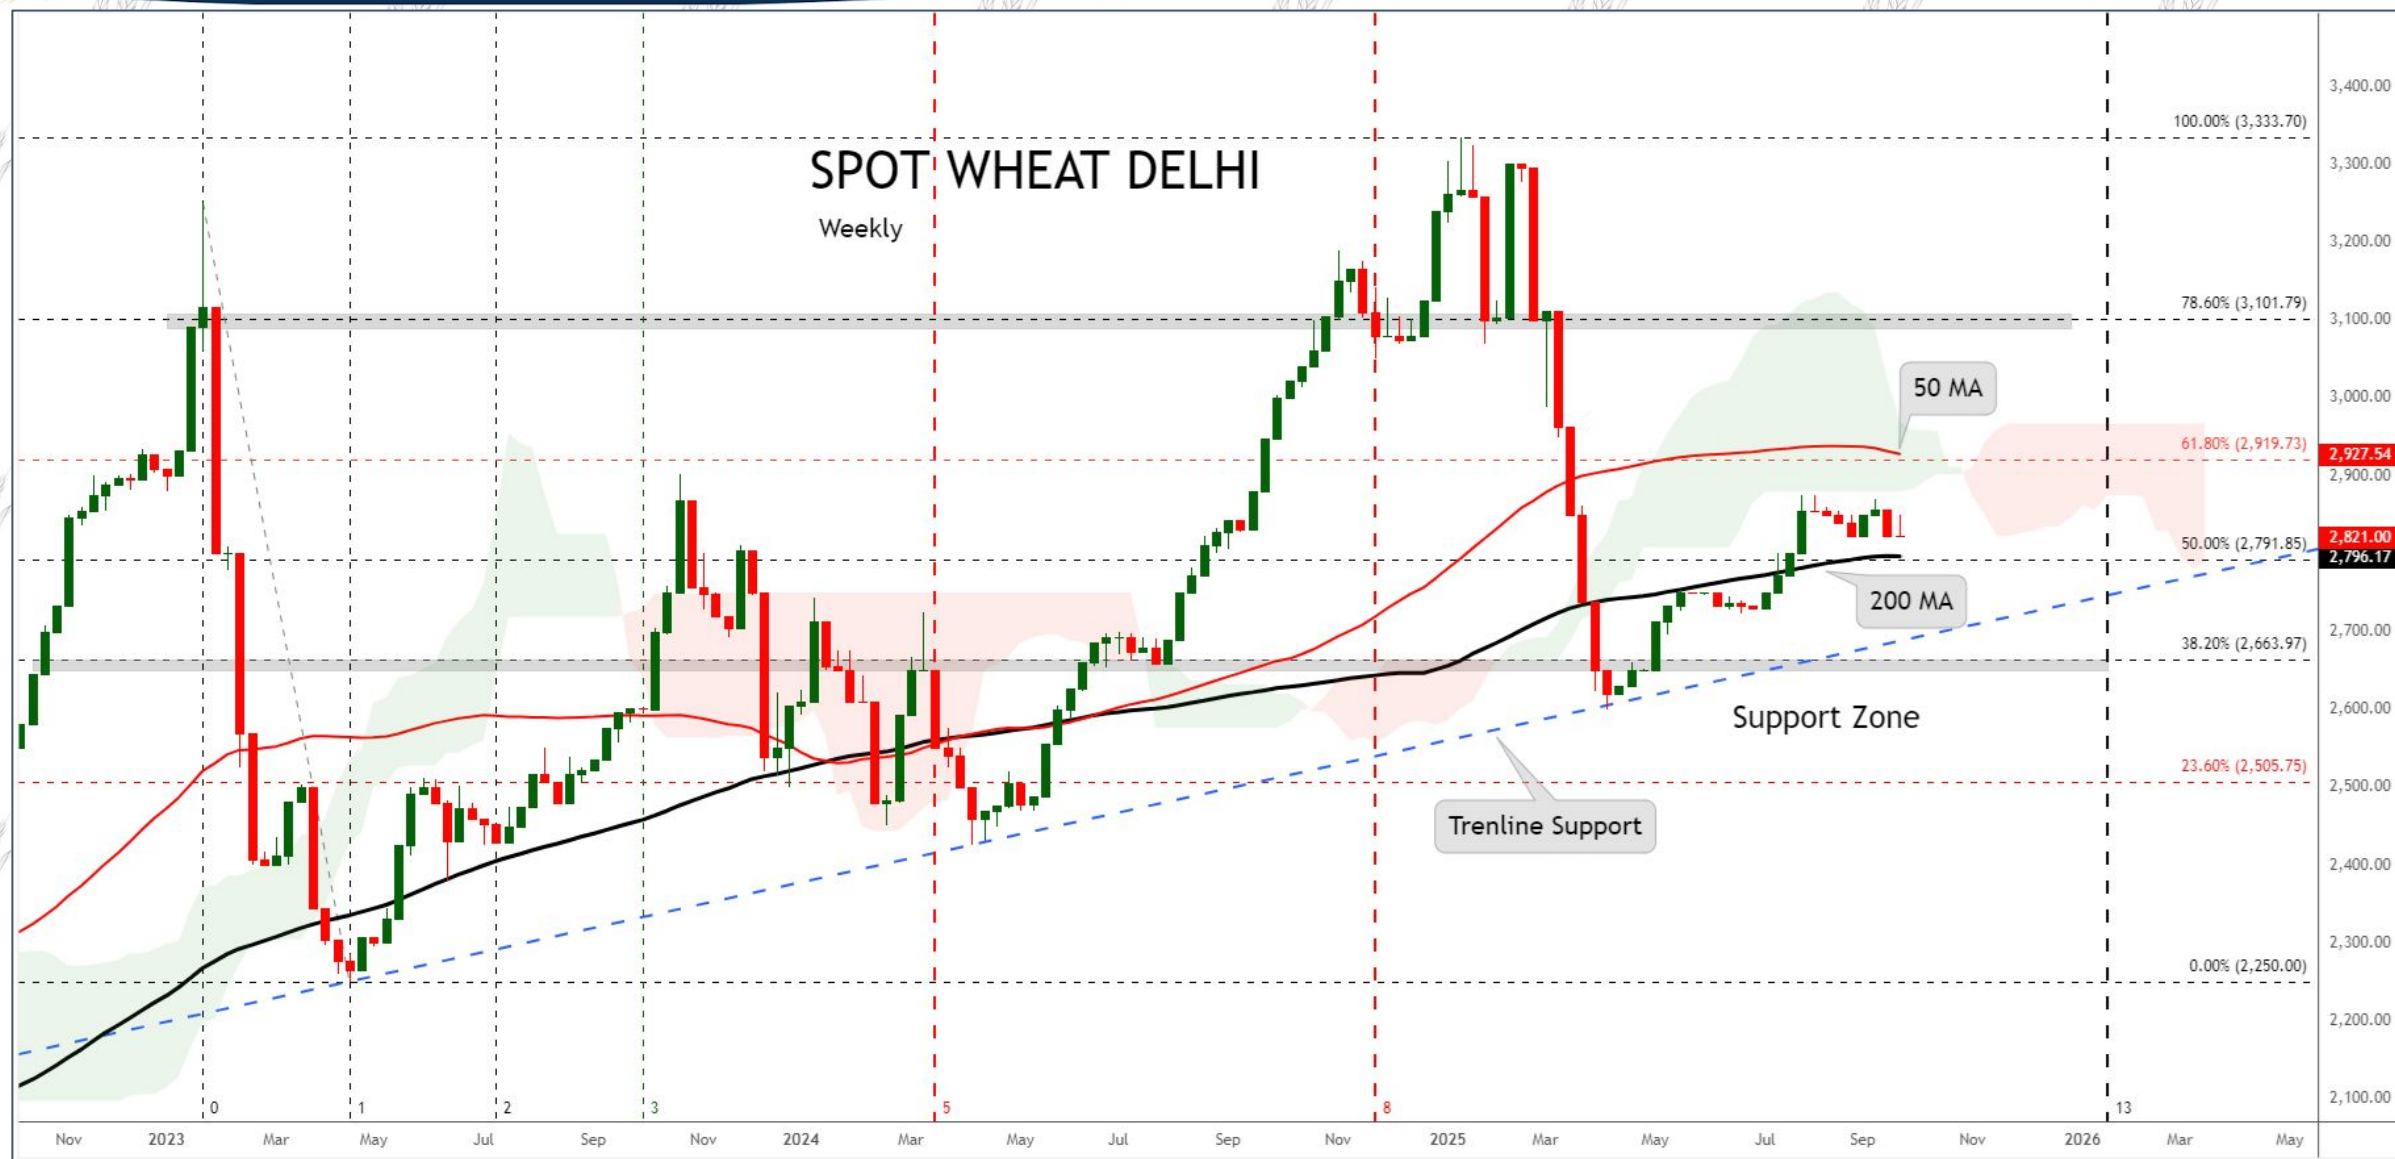 SPOT WHEAT DELHI
Weekly
3,400.00
100.00% (3,333.70)
3,300.00
3,200.00
78.60% (3,101.79)
3,100.00
50 MA
3,000.00
61.80% (2,919.73)
2,927.54
2,900.00
2,821.00
50.00% (2,791.85)
2,796.17
200 MA
2,700.00
38.20% (2,663.97)
2,600.00
Support Zone
23.60% (2,505.75)
2,500.00
Trenline Support
2,400.00
2,300.00
0.00% (2,250.00)
2,200.00
2,100.00
0 1 2 3 5 8 13
Nov 2023 Mar May Jul Sep Nov 2024 Mar May Jul Sep Nov 2025 Mar May Jul Sep Nov 2026 Mar May